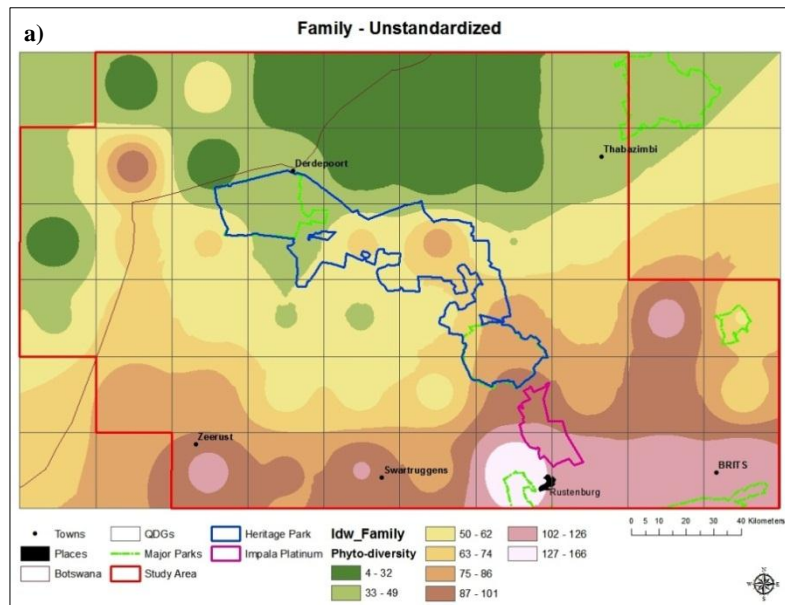 a)
Family - Unstandardized
Thabazimbi
Derdepoort
Zeerust
Swartruggens
BRITS
Rustenburg
Towns
QDGs
Heritage Park
Idw_Family
50 - 62
102 - 126
0 5 10 20 30 40 Kilometers
Places
Major Parks
Impala Platinum
Phyto-diversity
63 - 74
127 - 166
Botswana
Study Area
4 - 32
75 - 86
33 - 49
87 - 101